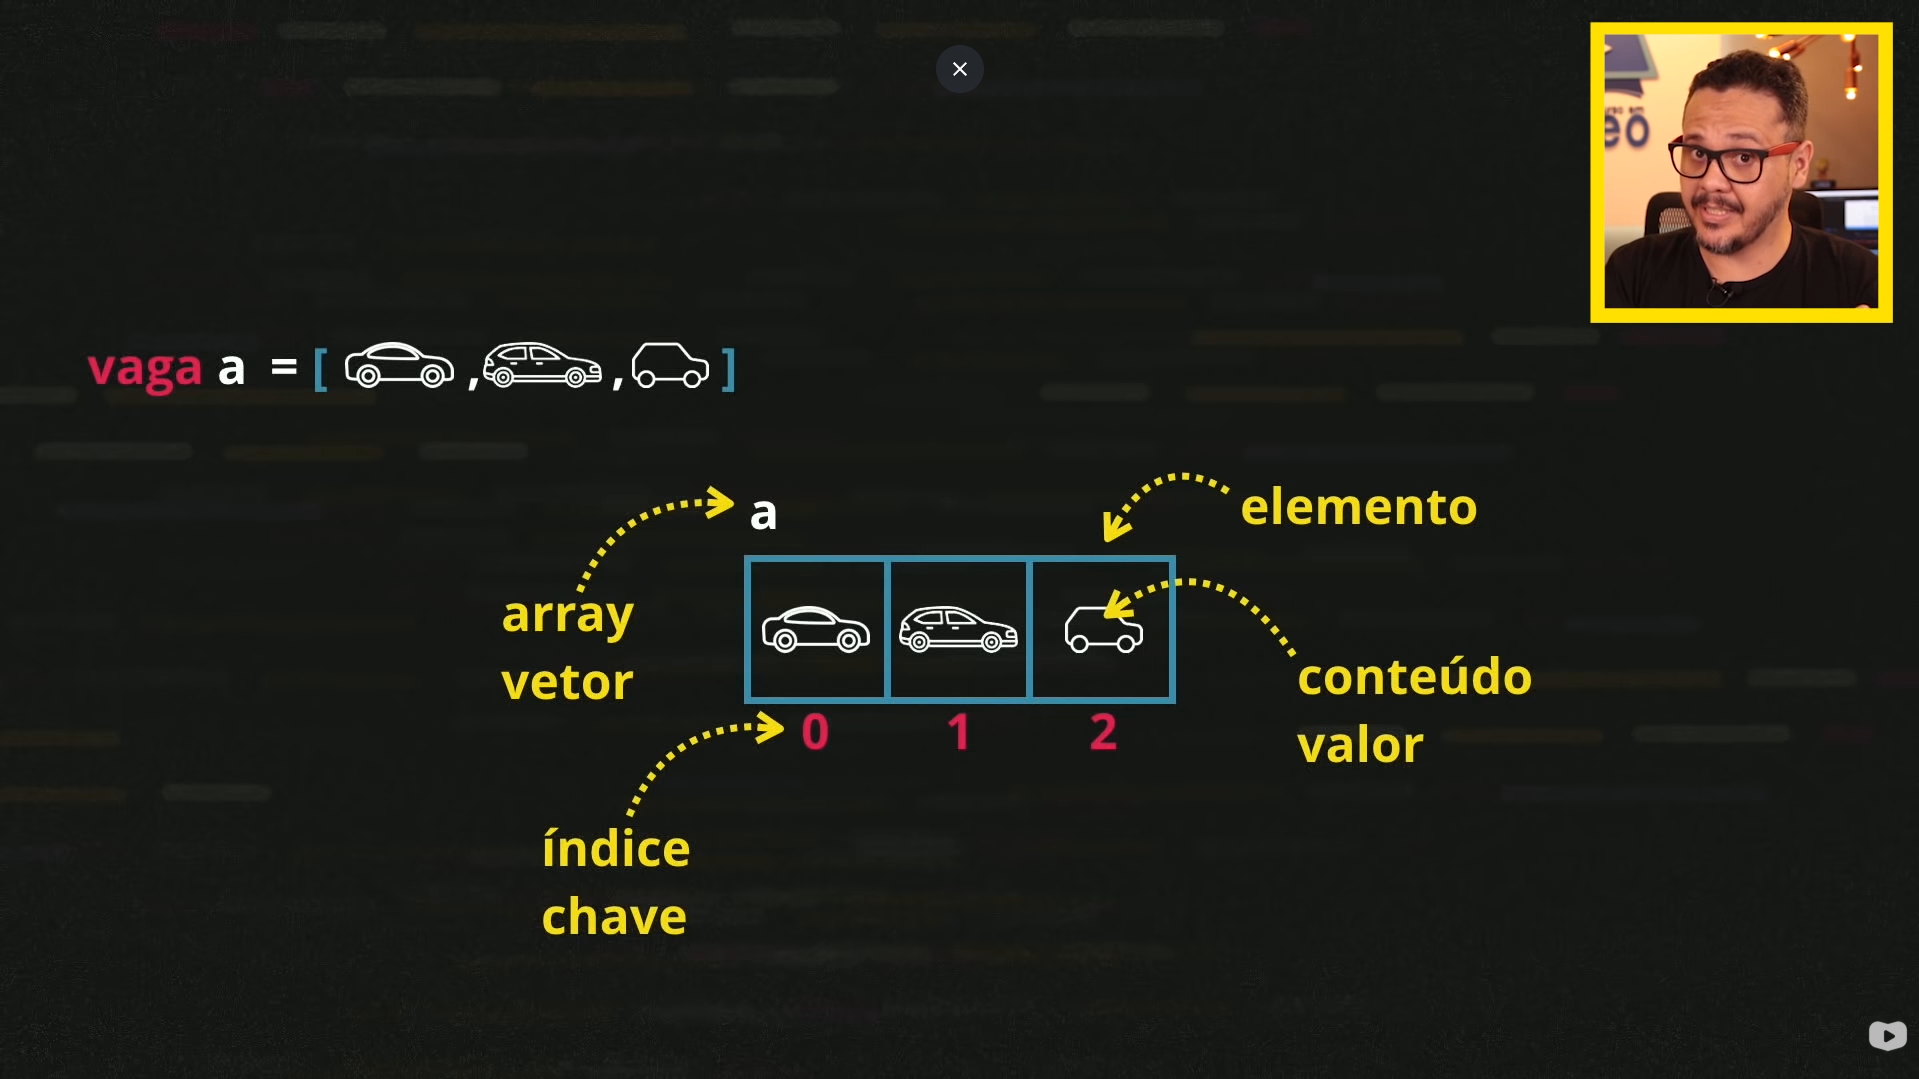 vaga a = [ , , ]
a
elemento
array
vetor
conteúdo
valor
0 1 2
índice
chave